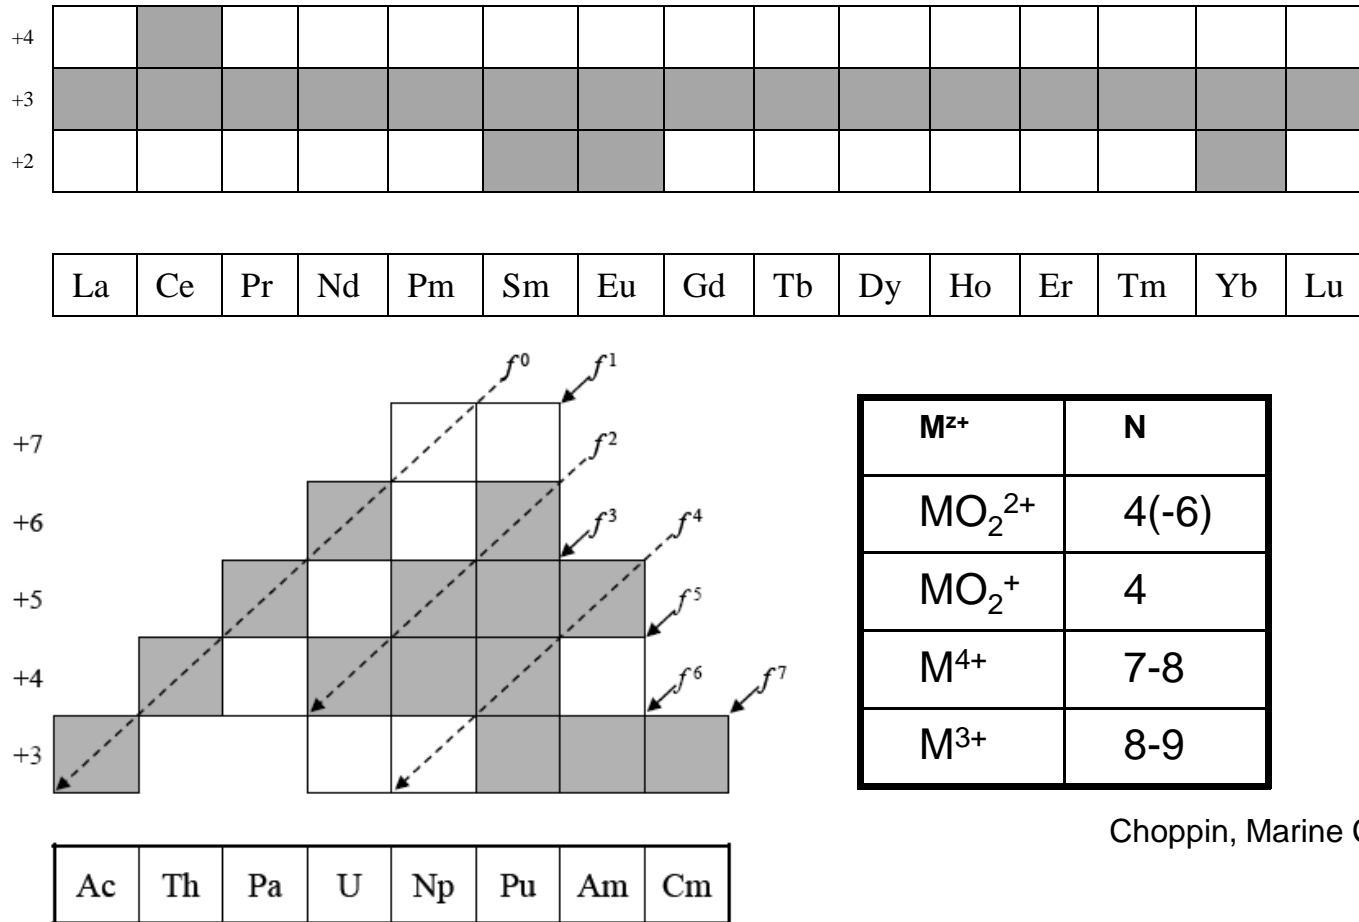 +4
+3
+2
La Ce Pr Nd Pm Sm Eu Gd Tb Dy Ho Er Tm Yb Lu
f⁰ f¹
+7
f²
+6
f³ f⁴
+5
f⁵
+4
f⁶ f⁷
+3
Ac Th Pa U Np Pu Am Cm
Mᶻ⁺ N
MO₂²⁺ 4(-6)
MO₂⁺ 4
M⁴⁺ 7-8
M³⁺ 8-9
Choppin, Marine